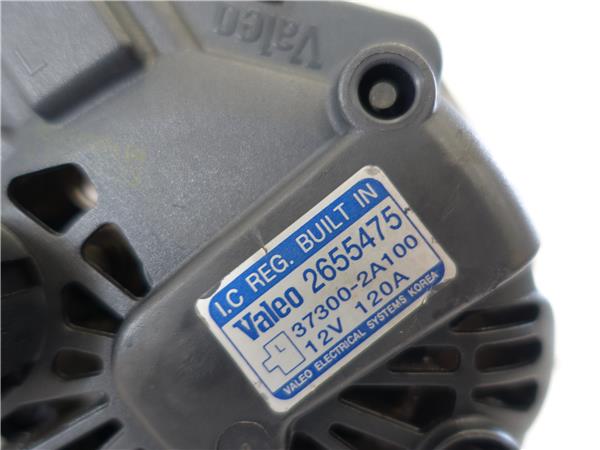 L
Valeo
I.C REG. BUILT IN
Valeo 2655475
L
37300-2A100
12V 120A
VALEO ELECTRICAL SYSTEMS KOREA